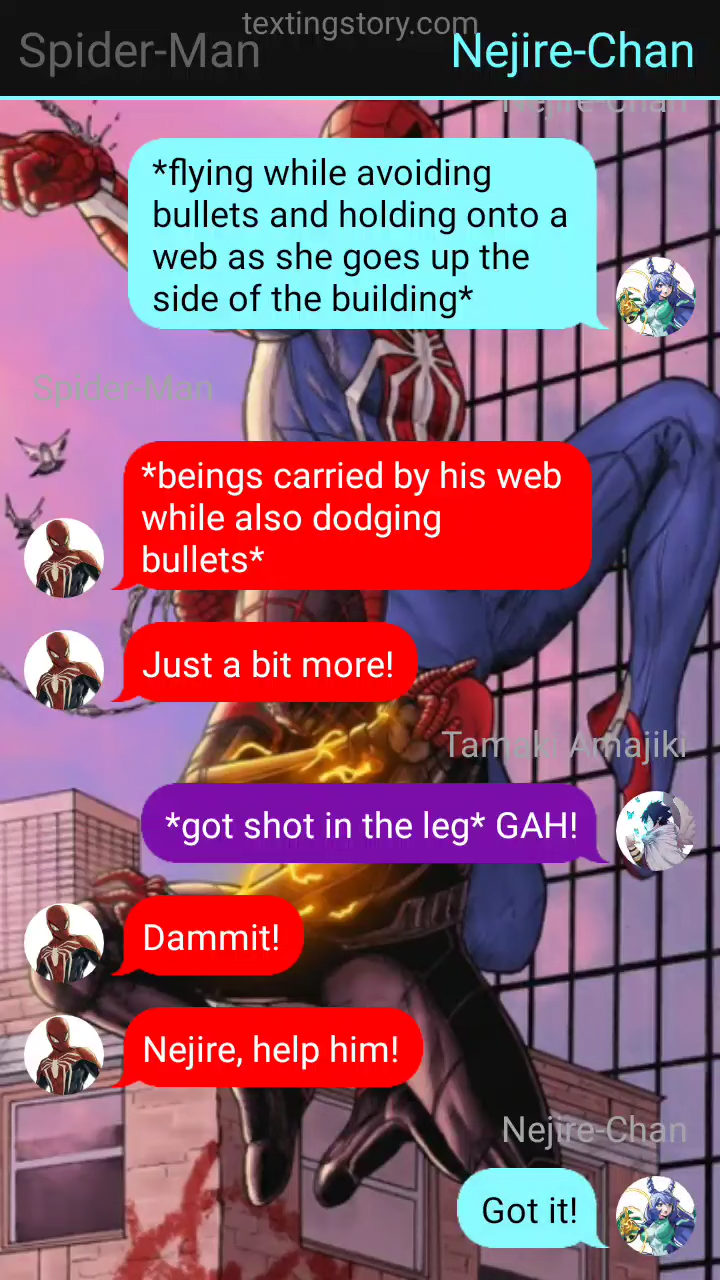 textingstory.com
Spider-Man
Nejire-Chan
Nejire-Chan
*flying while avoiding
bullets and holding onto a
web as she goes up the
side of the building*
Spider-Man
*beings carried by his web
while also dodging
bullets*
Just a bit more!
Tamaki Amajiki
*got shot in the leg* GAH!
Dammit!
Nejire, help him!
Nejire-Chan
Got it!